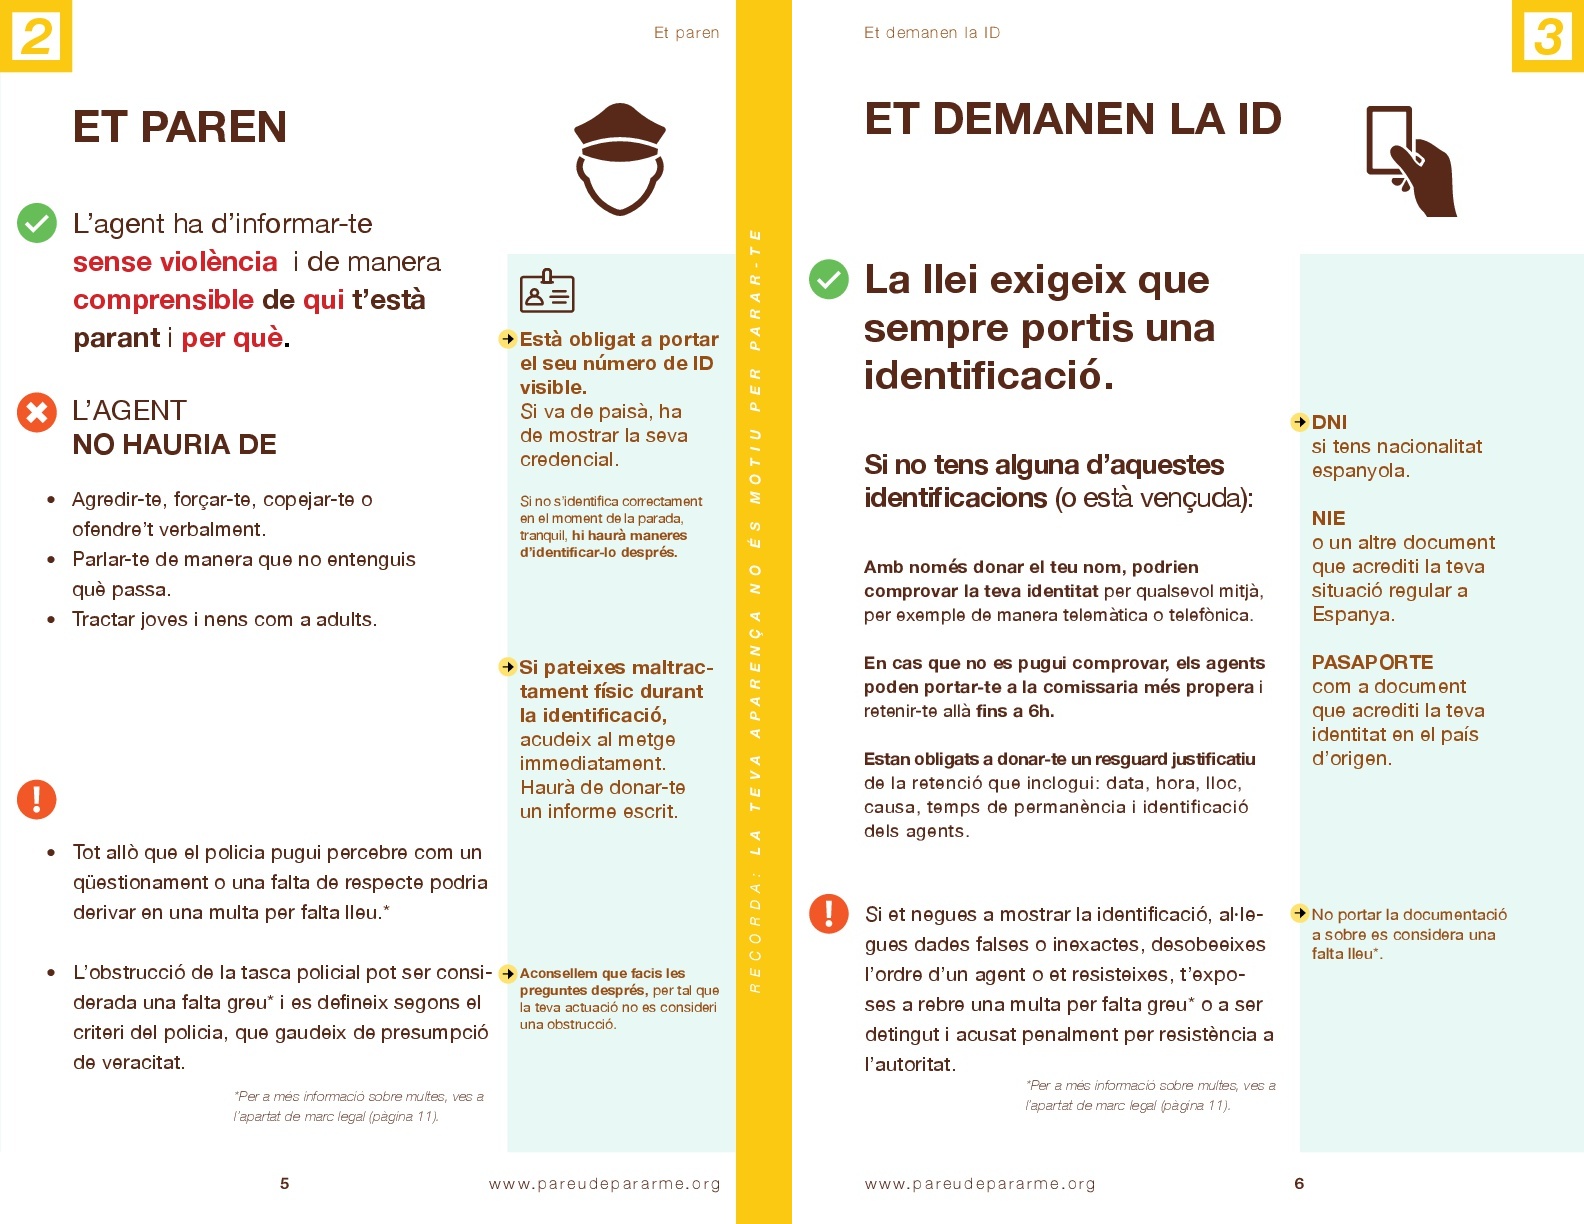 2
Et paren
ET PAREN
L’agent ha d’informar-te
sense violència i de manera
comprensible de qui t’està
parant i per què.
L’AGENT
NO HAURIA DE
• Agredir-te, forçar-te, copejar-te o
ofendre’t verbalment.
• Parlar-te de manera que no entenguis
què passa.
• Tractar joves i nens com a adults.
• Tot allò que el policia pugui percebre com un
qüestionament o una falta de respecte podria
derivar en una multa per falta lleu.*
• L’obstrucció de la tasca policial pot ser consi-
derada una falta greu* i es defineix segons el
criteri del policia, que gaudeix de presumpció
de veracitat.
*Per a més informació sobre multes, ves a
l’apartat de marc legal (pàgina 11).
Està obligat a portar
el seu número de ID
visible.
Si va de paisà, ha
de mostrar la seva
credencial.
Si no s’identifica correctament
en el moment de la parada,
tranquil, hi haurà maneres
d’identificar-lo després.
Si pateixes maltrac-
tament físic durant
la identificació,
acudeix al metge
immediatament.
Haurà de donar-te
un informe escrit.
Aconsellem que facis les
preguntes després, per tal que
la teva actuació no es consideri
una obstrucció.
5
www.pareudepararme.org
RECORDA: LA TEVA APARENÇA NO ÉS MOTIU PER PARAR-TE
Et demanen la ID
3
ET DEMANEN LA ID
La llei exigeix que
sempre portis una
identificació.
Si no tens alguna d’aquestes
identificacions (o està vençuda):
Amb només donar el teu nom, podrien
comprovar la teva identitat per qualsevol mitjà,
per exemple de manera telemàtica o telefònica.
En cas que no es pugui comprovar, els agents
poden portar-te a la comissaria més propera i
retenir-te allà fins a 6h.
Estan obligats a donar-te un resguard justificatiu
de la retenció que inclogui: data, hora, lloc,
causa, temps de permanència i identificació
dels agents.
Si et negues a mostrar la identificació, al·le-
gues dades falses o inexactes, desobeeixes
l’ordre d’un agent o et resisteixes, t’expo-
ses a rebre una multa per falta greu* o a ser
detingut i acusat penalment per resistència a
l’autoritat.
*Per a més informació sobre multes, ves a
l’apartat de marc legal (pàgina 11).
DNI
si tens nacionalitat
espanyola.
NIE
o un altre document
que acrediti la teva
situació regular a
Espanya.
PASAPORTE
com a document
que acrediti la teva
identitat en el país
d’origen.
No portar la documentació
a sobre es considera una
falta lleu*.
www.pareudepararme.org
6